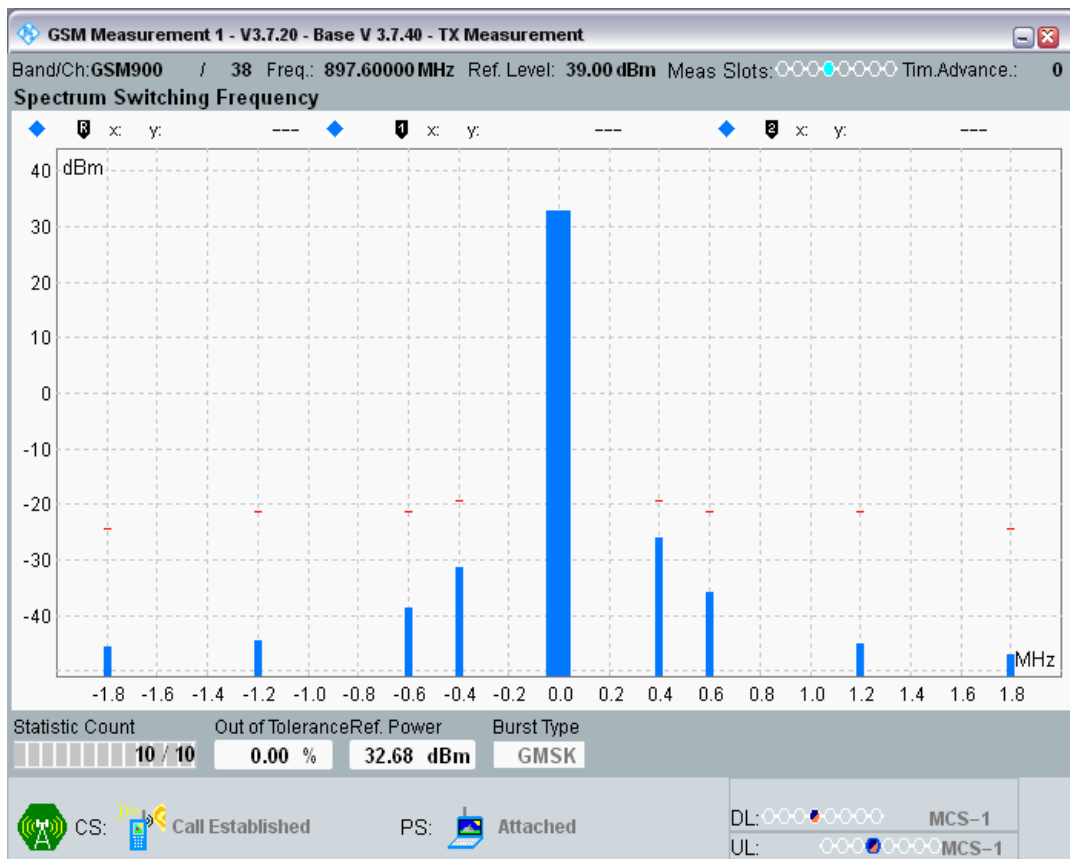 GSM Measurement 1 - V3.7.20 - Base V 3.7.40 - TX Measurement
Band/Ch:GSM900 / 38 Freq.: 897.60000 MHz Ref. Level: 39.00 dBm Meas Slots: Tim.Advance.: 0
Spectrum Switching Frequency
R x: y: --- 1 x: y: --- 2 x: y: ---
dBm
40
30
20
10
0
-10
-20
-30
-40
MHz
-1.8 -1.6 -1.4 -1.2 -1.0 -0.8 -0.6 -0.4 -0.2 0.0 0.2 0.4 0.6 0.8 1.0 1.2 1.4 1.6 1.8
Statistic Count Out of Tolerance Ref. Power Burst Type
10 / 10 0.00 % 32.68 dBm GMSK
CS: Call Established PS: Attached
DL: MCS-1
UL: MCS-1